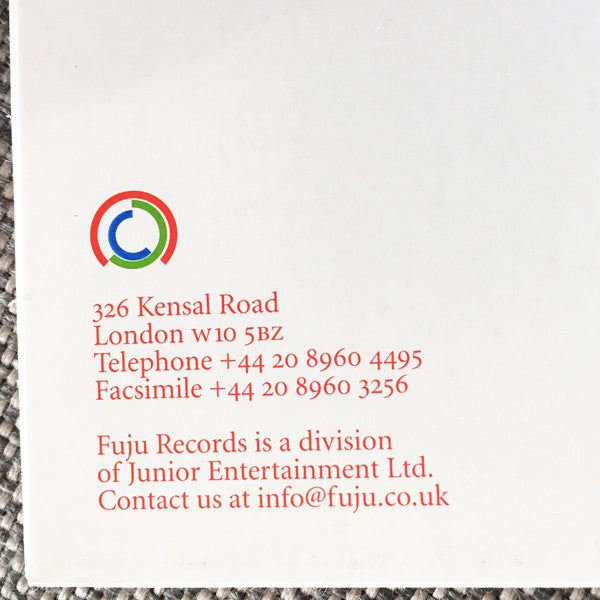 326 Kensal Road
London W10 5BZ
Telephone +44 20 8960 4495
Facsimile +44 20 8960 3256
Fuju Records is a division
of Junior Entertainment Ltd.
Contact us at info@fuju.co.uk